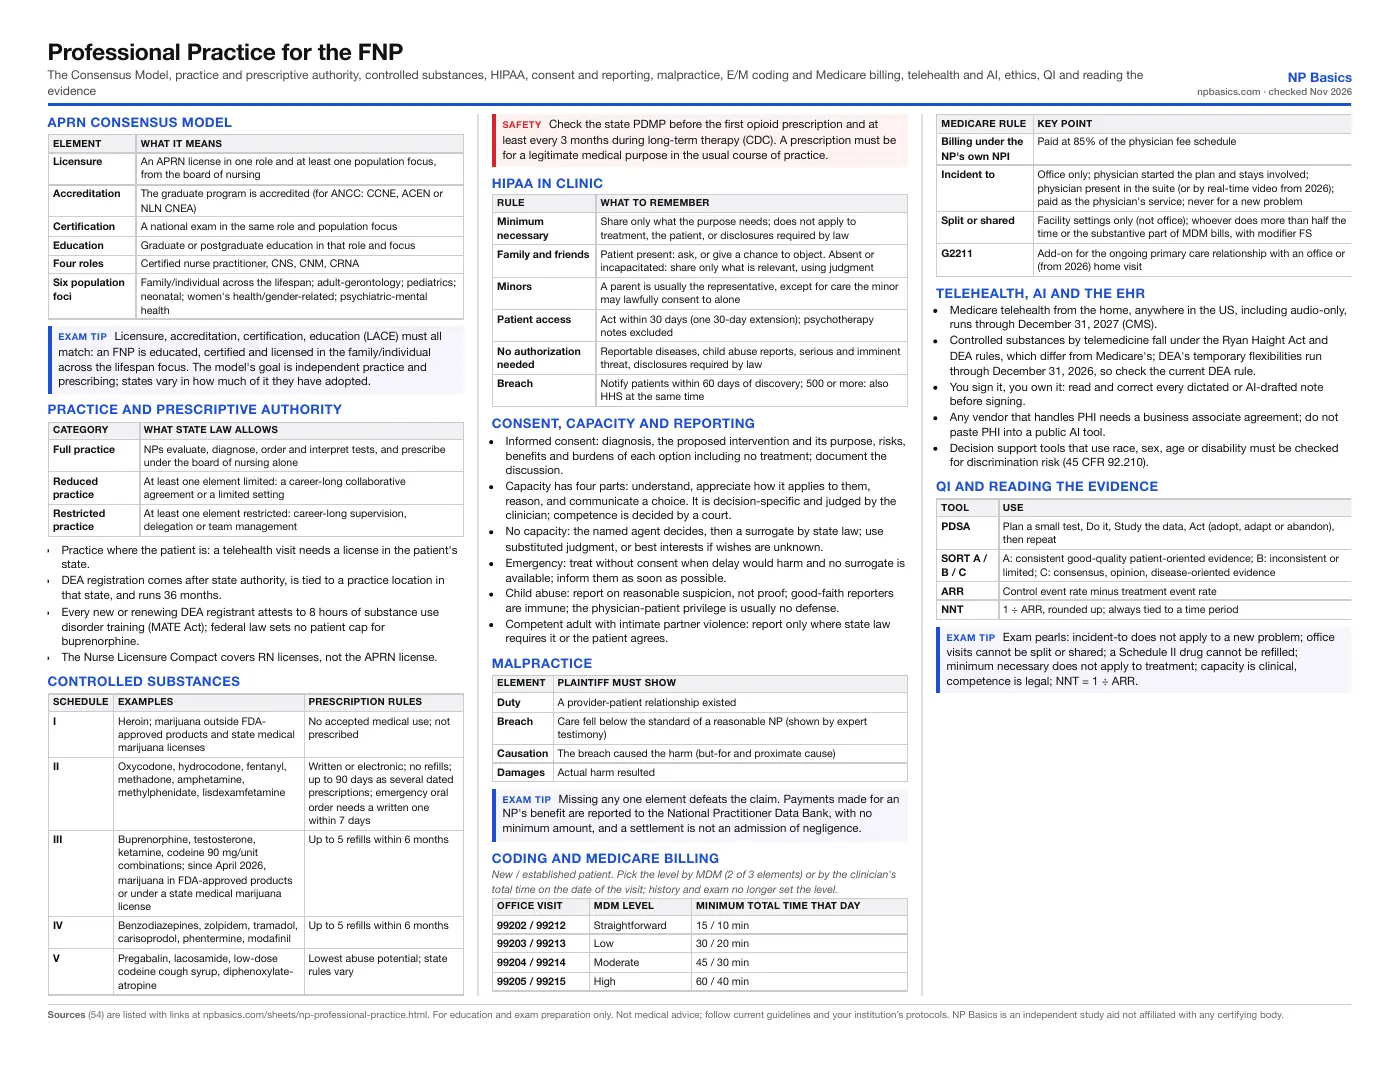 Professional Practice for the FNP
The Consensus Model, practice and prescriptive authority, controlled substances, HIPAA, consent and reporting, malpractice, E/M coding and Medicare billing, telehealth and AI, ethics, QI and reading the
evidence
NP Basics
npbasics.com · checked Nov 2026
APRN CONSENSUS MODEL
ELEMENT WHAT IT MEANS
Licensure An APRN license in one role and at least one population focus,
from the board of nursing
Accreditation The graduate program is accredited (for ANCC: CCNE, ACEN or
NLN CNEA)
Certification A national exam in the same role and population focus
Education Graduate or postgraduate education in that role and focus
Four roles Certified nurse practitioner, CNS, CNM, CRNA
Six population Family/individual across the lifespan; adult-gerontology; pediatrics;
foci neonatal; women's health/gender-related; psychiatric-mental
health
EXAM TIP Licensure, accreditation, certification, education (LACE) must all
match: an FNP is educated, certified and licensed in the family/individual
across the lifespan focus. The model's goal is independent practice and
prescribing; states vary in how much of it they have adopted.
PRACTICE AND PRESCRIPTIVE AUTHORITY
CATEGORY WHAT STATE LAW ALLOWS
Full practice NPs evaluate, diagnose, order and interpret tests, and prescribe
under the board of nursing alone
Reduced At least one element limited: a career-long collaborative
practice agreement or a limited setting
Restricted At least one element restricted: career-long supervision,
practice delegation or team management
Practice where the patient is: a telehealth visit needs a license in the patient's
state.
DEA registration comes after state authority, is tied to a practice location in
that state, and runs 36 months.
Every new or renewing DEA registrant attests to 8 hours of substance use
disorder training (MATE Act); federal law sets no patient cap for
buprenorphine.
The Nurse Licensure Compact covers RN licenses, not the APRN license.
CONTROLLED SUBSTANCES
SCHEDULE EXAMPLES PRESCRIPTION RULES
I Heroin; marijuana outside FDA- No accepted medical use; not
approved products and state medical prescribed
marijuana licenses
II Oxycodone, hydrocodone, fentanyl, Written or electronic; no refills;
methadone, amphetamine, up to 90 days as several dated
methylphenidate, lisdexamfetamine prescriptions; emergency oral
order needs a written one
within 7 days
III Buprenorphine, testosterone, Up to 5 refills within 6 months
ketamine, codeine 90 mg/unit
combinations; since April 2026,
marijuana in FDA-approved products
or under a state medical marijuana
license
IV Benzodiazepines, zolpidem, tramadol, Up to 5 refills within 6 months
carisoprodol, phentermine, modafinil
V Pregabalin, lacosamide, low-dose Lowest abuse potential; state
codeine cough syrup, diphenoxylate- rules vary
atropine
SAFETY Check the state PDMP before the first opioid prescription and at
least every 3 months during long-term therapy (CDC). A prescription must be
for a legitimate medical purpose in the usual course of practice.
HIPAA IN CLINIC
RULE WHAT TO REMEMBER
Minimum Share only what the purpose needs; does not apply to
necessary treatment, the patient, or disclosures required by law
Family and friends Patient present: ask, or give a chance to object. Absent or
incapacitated: share only what is relevant, using judgment
Minors A parent is usually the representative, except for care the minor
may lawfully consent to alone
Patient access Act within 30 days (one 30-day extension); psychotherapy
notes excluded
No authorization Reportable diseases, child abuse reports, serious and imminent
needed threat, disclosures required by law
Breach Notify patients within 60 days of discovery; 500 or more: also
HHS at the same time
CONSENT, CAPACITY AND REPORTING
• Informed consent: diagnosis, the proposed intervention and its purpose, risks,
benefits and burdens of each option including no treatment; document the
discussion.
• Capacity has four parts: understand, appreciate how it applies to them,
reason, and communicate a choice. It is decision-specific and judged by the
clinician; competence is decided by a court.
• No capacity: the named agent decides, then a surrogate by state law; use
substituted judgment, or best interests if wishes are unknown.
• Emergency: treat without consent when delay would harm and no surrogate is
available; inform them as soon as possible.
• Child abuse: report on reasonable suspicion, not proof; good-faith reporters
are immune; the physician-patient privilege is usually no defense.
• Competent adult with intimate partner violence: report only where state law
requires it or the patient agrees.
MALPRACTICE
ELEMENT PLAINTIFF MUST SHOW
Duty A provider-patient relationship existed
Breach Care fell below the standard of a reasonable NP (shown by expert
testimony)
Causation The breach caused the harm (but-for and proximate cause)
Damages Actual harm resulted
EXAM TIP Missing any one element defeats the claim. Payments made for an
NP's benefit are reported to the National Practitioner Data Bank, with no
minimum amount, and a settlement is not an admission of negligence.
CODING AND MEDICARE BILLING
New / established patient. Pick the level by MDM (2 of 3 elements) or by the clinician's
total time on the date of the visit; history and exam no longer set the level.
OFFICE VISIT MDM LEVEL MINIMUM TOTAL TIME THAT DAY
99202 / 99212 Straightforward 15 / 10 min
99203 / 99213 Low 30 / 20 min
99204 / 99214 Moderate 45 / 30 min
99205 / 99215 High 60 / 40 min
MEDICARE RULE KEY POINT
Billing under the Paid at 85% of the physician fee schedule
NP's own NPI
Incident to Office only; physician started the plan and stays involved;
physician present in the suite (or by real-time video from 2026);
paid as the physician's service; never for a new problem
Split or shared Facility settings only (not office); whoever does more than half the
time or the substantive part of MDM bills, with modifier FS
G2211 Add-on for the ongoing primary care relationship with an office or
(from 2026) home visit
TELEHEALTH, AI AND THE EHR
• Medicare telehealth from the home, anywhere in the US, including audio-only,
runs through December 31, 2027 (CMS).
• Controlled substances by telemedicine fall under the Ryan Haight Act and
DEA rules, which differ from Medicare's; DEA's temporary flexibilities run
through December 31, 2026, so check the current DEA rule.
• You sign it, you own it: read and correct every dictated or AI-drafted note
before signing.
• Any vendor that handles PHI needs a business associate agreement; do not
paste PHI into a public AI tool.
• Decision support tools that use race, sex, age or disability must be checked
for discrimination risk (45 CFR 92.210).
QI AND READING THE EVIDENCE
TOOL USE
PDSA Plan a small test, Do it, Study the data, Act (adopt, adapt or abandon),
then repeat
SORT A / A: consistent good-quality patient-oriented evidence; B: inconsistent or
B / C limited; C: consensus, opinion, disease-oriented evidence
ARR Control event rate minus treatment event rate
NNT 1 ÷ ARR, rounded up; always tied to a time period
EXAM TIP Exam pearls: incident-to does not apply to a new problem; office
visits cannot be split or shared; a Schedule II drug cannot be refilled;
minimum necessary does not apply to treatment; capacity is clinical,
competence is legal; NNT = 1 ÷ ARR.
Sources (54) are listed with links at npbasics.com/sheets/np-professional-practice.html. For education and exam preparation only. Not medical advice; follow current guidelines and your institution's protocols. NP Basics is an independent study aid not affiliated with any certifying body.